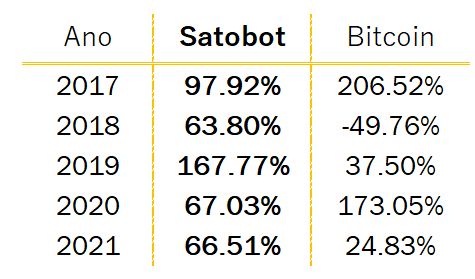 Ano Satobot Bitcoin
2017 97.92% 206.52%
2018 63.80% -49.76%
2019 167.77% 37.50%
2020 67.03% 173.05%
2021 66.51% 24.83%